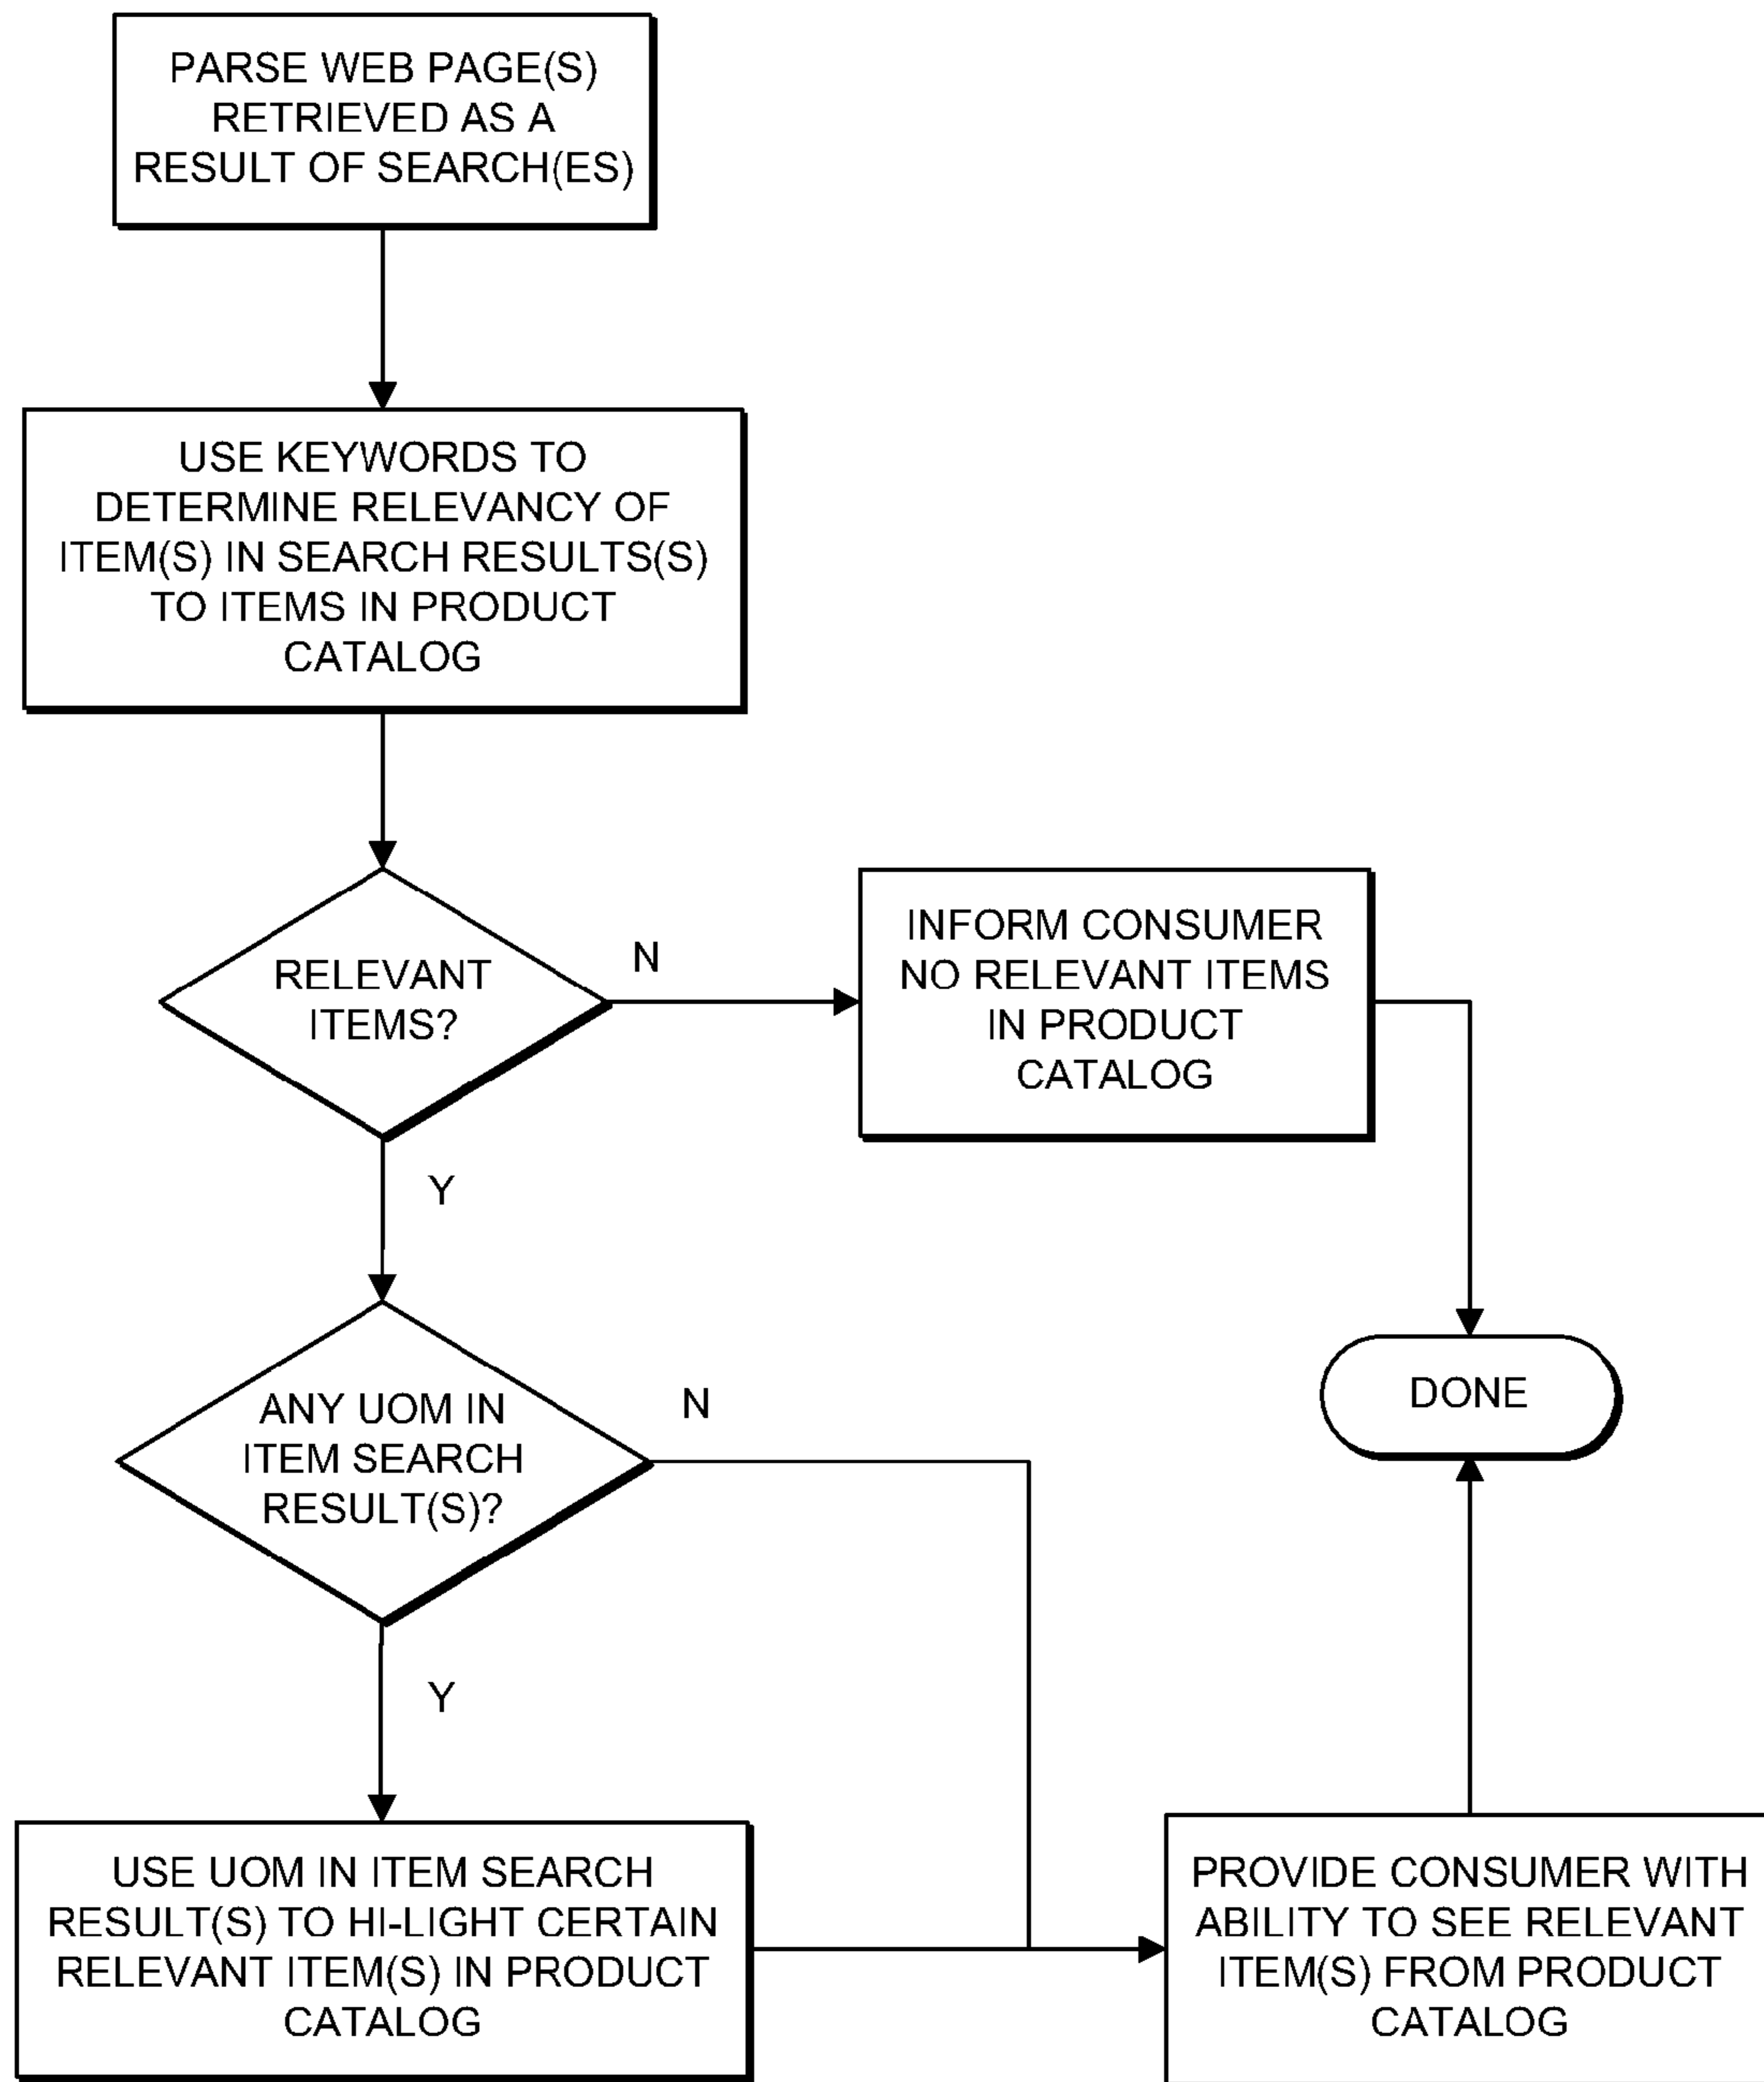 PARSE WEB PAGE(S)
RETRIEVED AS A
RESULT OF SEARCH(ES)
USE KEYWORDS TO
DETERMINE RELEVANCY OF
ITEM(S) IN SEARCH RESULTS(S)
TO ITEMS IN PRODUCT
CATALOG
RELEVANT
ITEMS?
N
INFORM CONSUMER
NO RELEVANT ITEMS
IN PRODUCT
CATALOG
Y
ANY UOM IN
ITEM SEARCH
RESULT(S)?
N
DONE
Y
USE UOM IN ITEM SEARCH
RESULT(S) TO HI-LIGHT CERTAIN
RELEVANT ITEM(S) IN PRODUCT
CATALOG
PROVIDE CONSUMER WITH
ABILITY TO SEE RELEVANT
ITEM(S) FROM PRODUCT
CATALOG